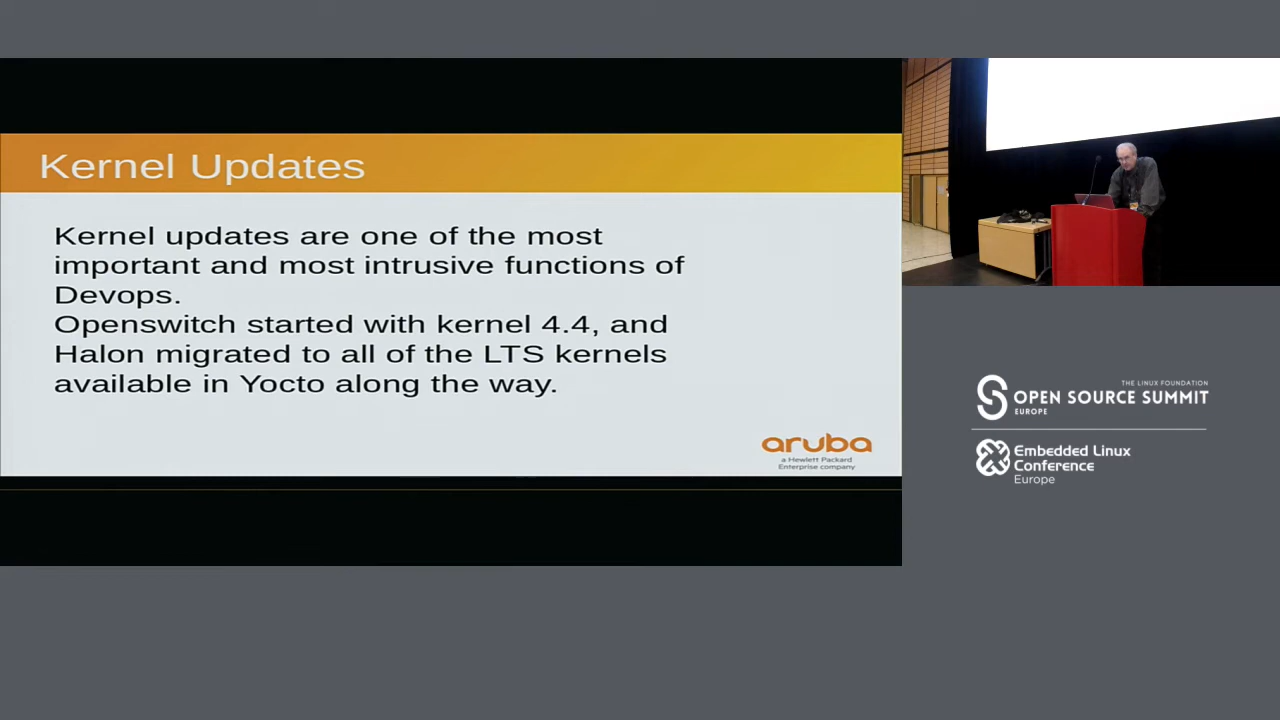 Kernel Updates
Kernel updates are one of the most
important and most intrusive functions of
Devops.
Openswitch started with kernel 4.4, and
Halon migrated to all of the LTS kernels
available in Yocto along the way.
aruba
a Hewlett Packard
Enterprise company
THE LINUX FOUNDATION
OPEN SOURCE SUMMIT
EUROPE
Embedded Linux
Conference
Europe